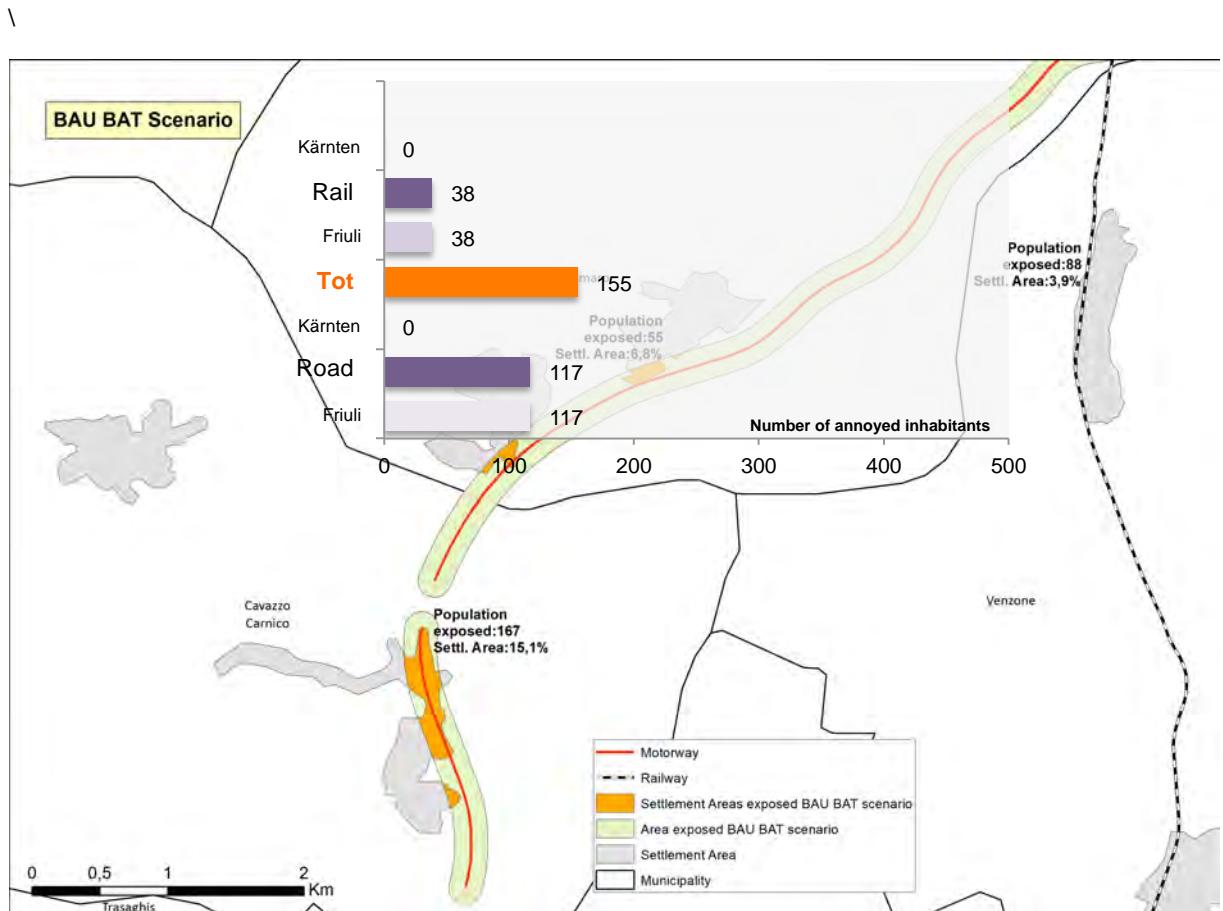 \
BAU BAT Scenario
Kärnten 0
Rail 38
Friuli 38
Tot 155
Kärnten 0
Road 117
Friuli 117
Number of annoyed inhabitants
0 100 200 300 400 500
Population
exposed:88
Settl. Area:3,9%
Population
exposed:55
Settl. Area:6,8%
Cavazzo
Carnico
Population
exposed:167
Settl. Area:15,1%
Venzone
Motorway
Railway
Settlement Areas exposed BAU BAT scenario
Area exposed BAU BAT scenario
Settlement Area
Municipality
0 0,5 1 2
Km
Trasaghis